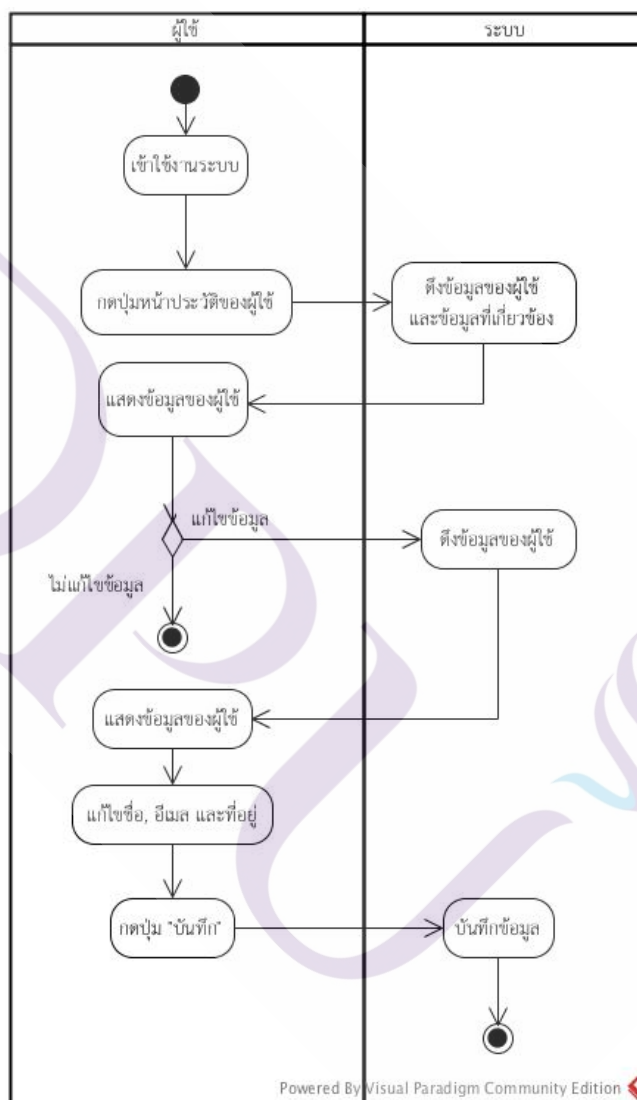 ผู้ใช้
ระบบ
เข้าใช้งานระบบ
กดปุ่มหน้าประวัติของผู้ใช้
ดึงข้อมูลของผู้ใช้
และข้อมูลที่เกี่ยวข้อง
แสดงข้อมูลของผู้ใช้
แก้ไขข้อมูล
ดึงข้อมูลของผู้ใช้
ไม่แก้ไขข้อมูล
แสดงข้อมูลของผู้ใช้
แก้ไขชื่อ, อีเมล และที่อยู่
กดปุ่ม "บันทึก"
บันทึกข้อมูล
Powered By Visual Paradigm Community Edition